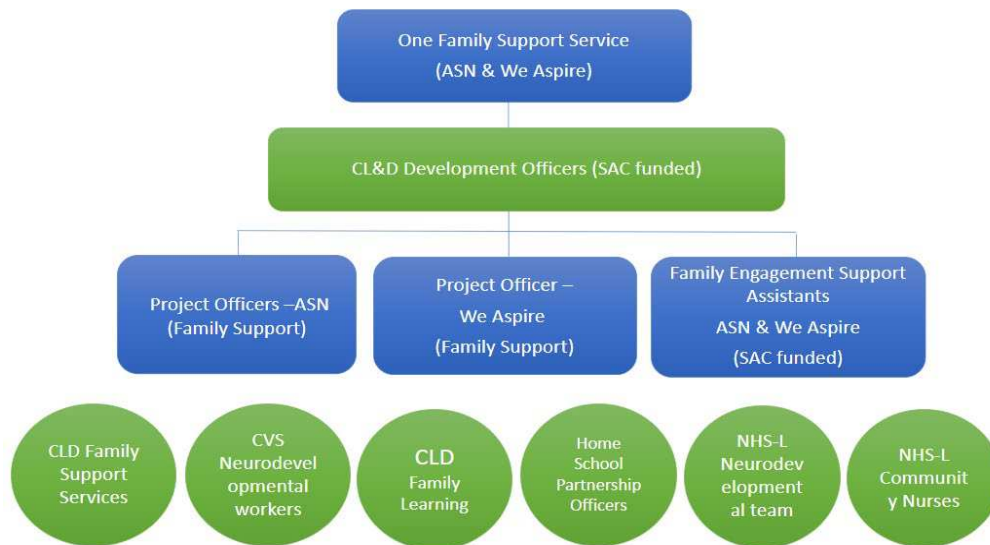 One Family Support Service
(ASN & We Aspire)
CL&D Development Officers (SAC funded)
Project Officers –ASN
(Family Support)
Project Officer –
We Aspire
(Family Support)
Family Engagement Support
Assistants
ASN & We Aspire
(SAC funded)
CLD Family
Support
Services
CVS
Neurodevel
opmental
workers
CLD
Family
Learning
Home
School
Partnership
Officers
NHS-L
Neurodev
elopment
al team
NHS-L
Communit
y Nurses